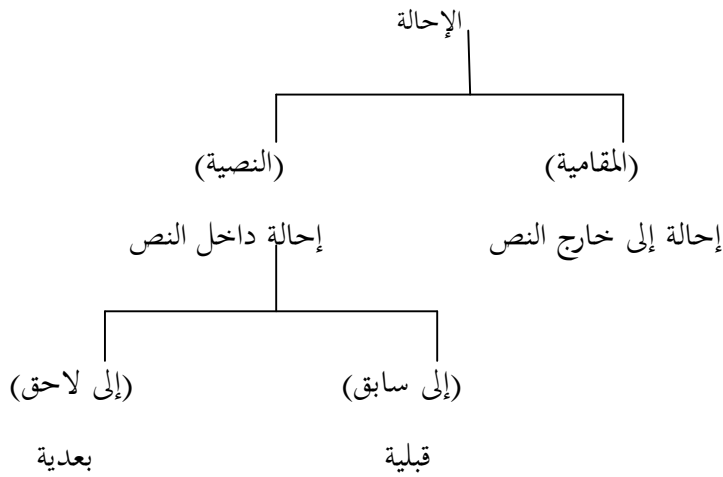 الإحالة
(المقامية) (النصية)
إحالة إلى خارج النص إحالة داخل النص
(إلى سابق) (إلى لاحق)
قبلية بعدية